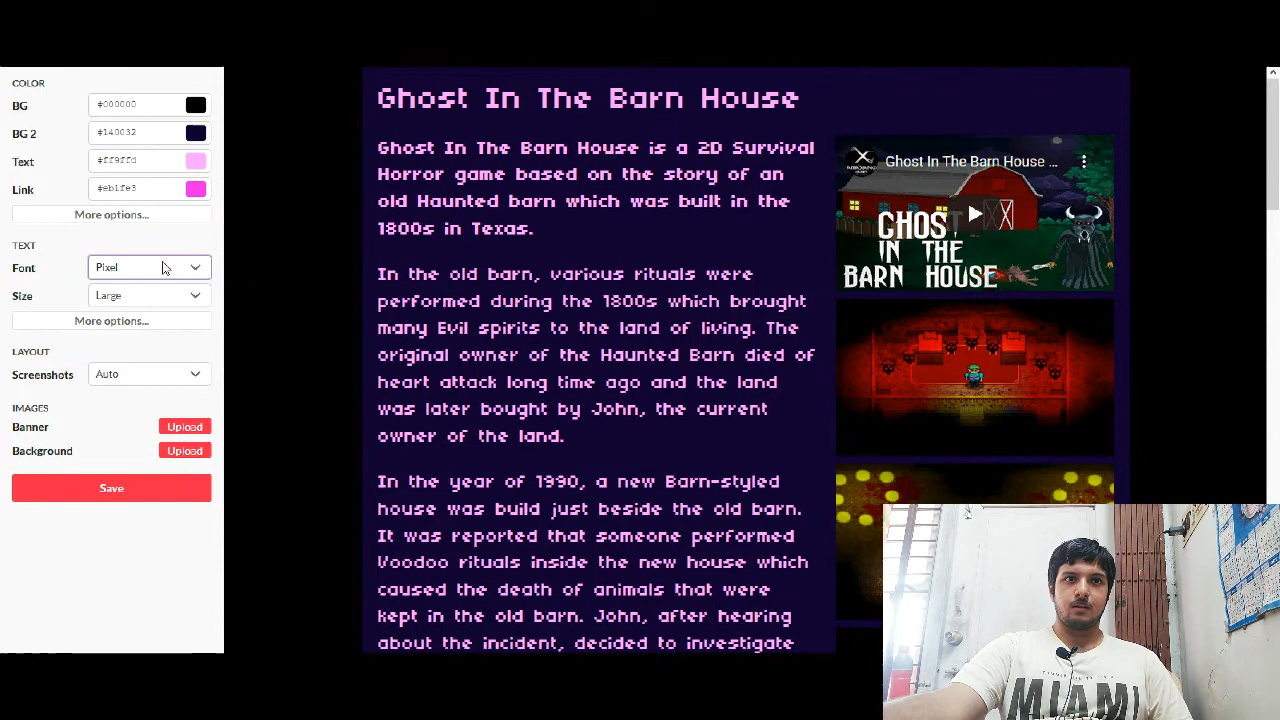 COLOR
BG #000000
BG 2 #140032
Text #ff9ffd
Link #eb1fe3
More options...
TEXT
Font Pixel
Size Large
More options...
LAYOUT
Screenshots Auto
IMAGES
Banner Upload
Background Upload
Save
Ghost In The Barn House
Ghost In The Barn House is a 2D Survival
Horror game based on the story of an
old Haunted barn which was built in the
1800s in Texas.
In the old barn, various rituals were
performed during the 1800s which brought
many Evil spirits to the land of living. The
original owner of the Haunted Barn died of
heart attack long time ago and the land
was later bought by John, the current
owner of the land.
In the year of 1990, a new Barn-styled
house was build just beside the old barn.
It was reported that someone performed
Voodoo rituals inside the new house which
caused the death of animals that were
kept in the old barn. John, after hearing
about the incident, decided to investigate
Ghost In The Barn House ...
GHOST
IN THE
BARN HOUSE
MIAMI